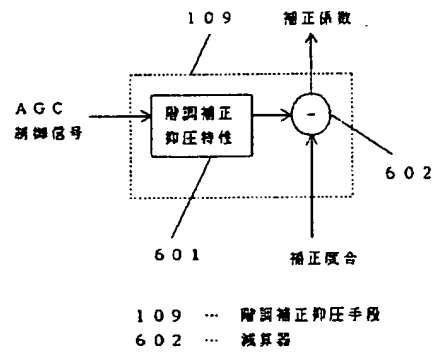 109
補正係数
AGC
制御信号
階調補正
抑圧特性
-
602
601
補正度合
109 … 階調補正抑圧手段
602 … 減算器